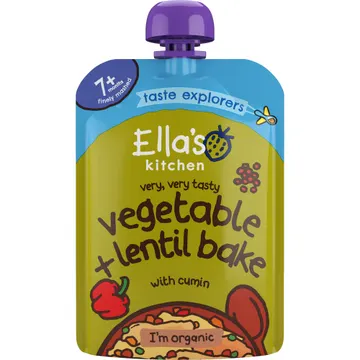 7+
months
finely mashed
taste explorers
Ella's
kitchen
very, very tasty
vegetable
+ lentil bake
with cumin
I'm organic